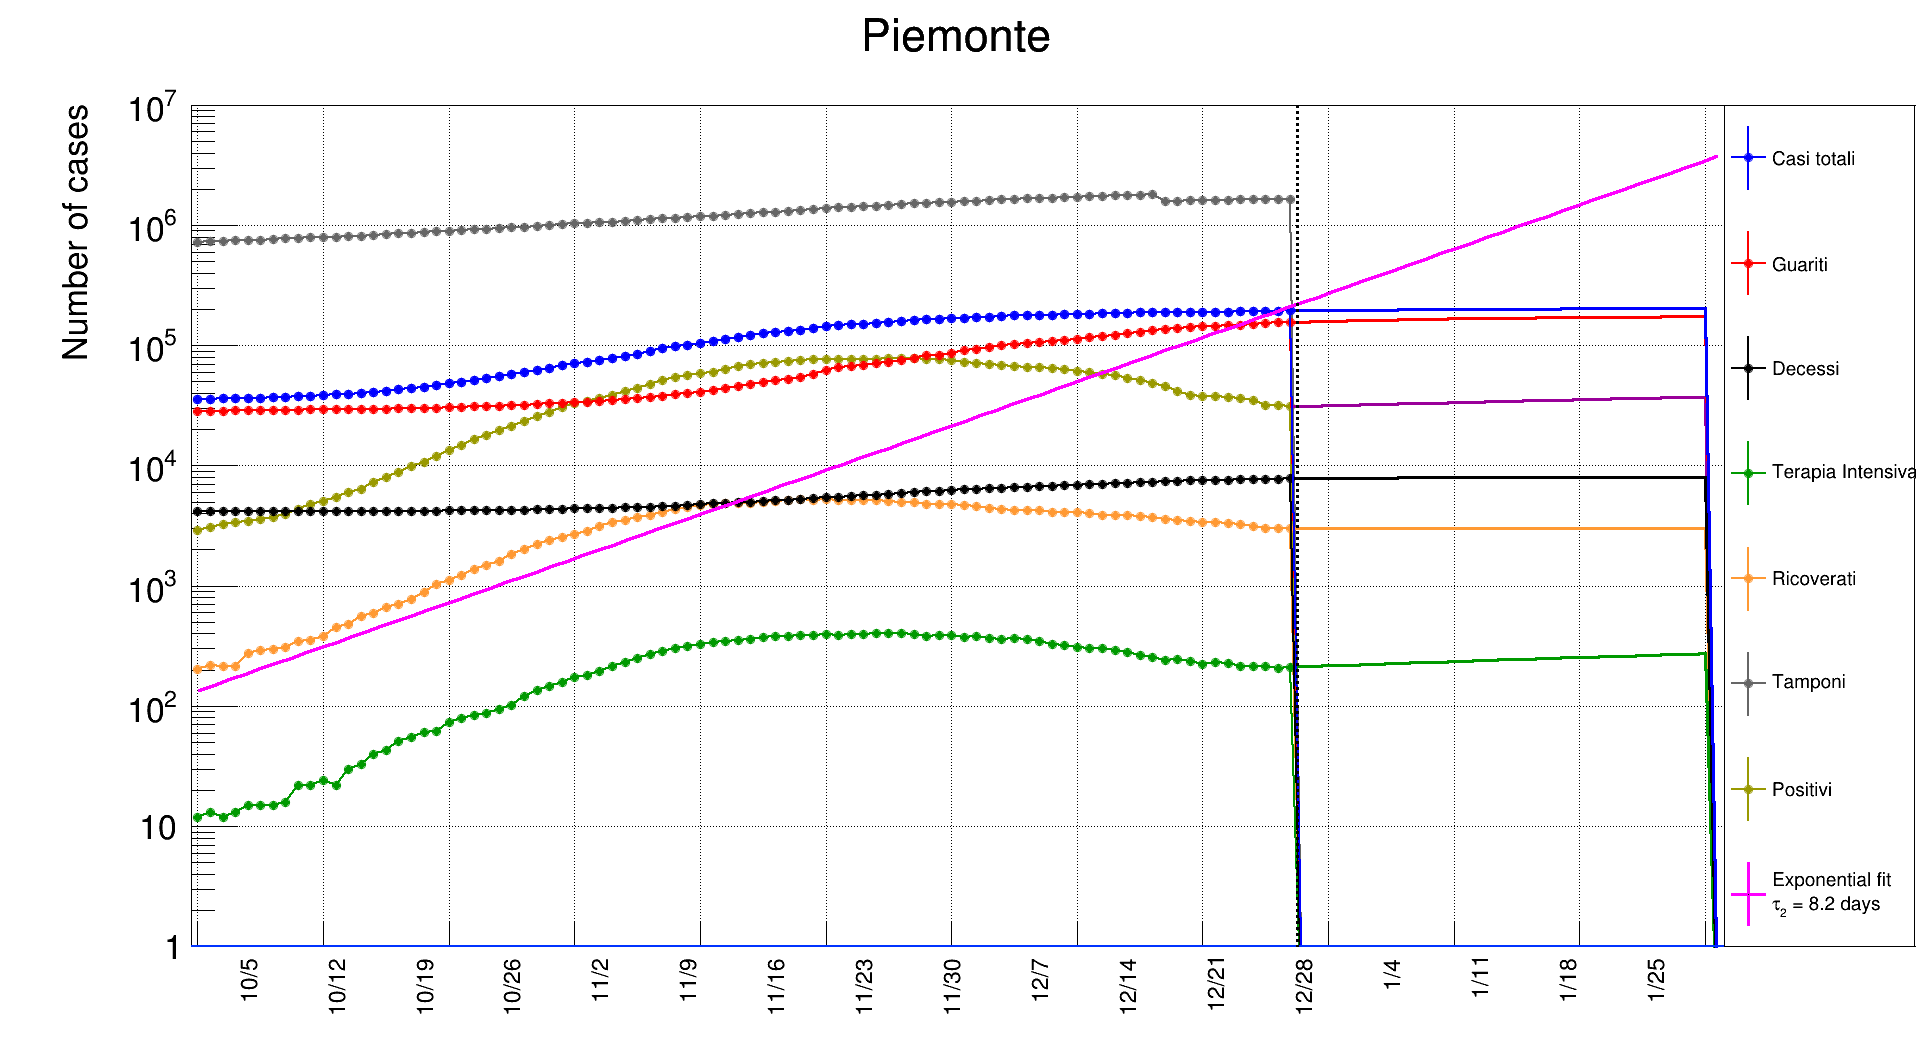 Piemonte
Number of cases
10^7
10^6
10^5
10^4
10^3
10^2
10
1
10/5 10/12 10/19 10/26 11/2 11/9 11/16 11/23 11/30 12/7 12/14 12/21 12/28 1/4 1/11 1/18 1/25
Casi totali
Guariti
Decessi
Terapia Intensiva
Ricoverati
Tamponi
Positivi
Exponential fit
τ_2 = 8.2 days